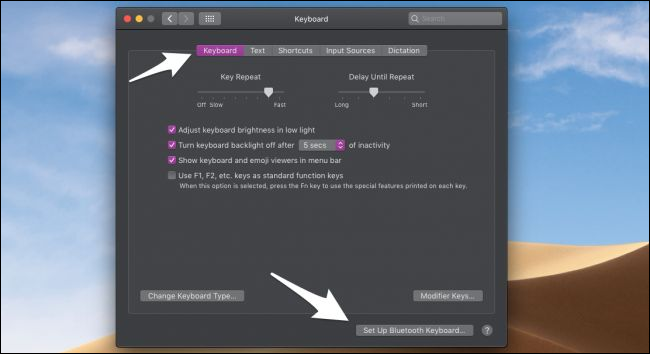 Keyboard
Search
Keyboard Text Shortcuts Input Sources Dictation
Key Repeat Delay Until Repeat
Off Slow Fast Long Short
Adjust keyboard brightness in low light
Turn keyboard backlight off after 5 secs of inactivity
Show keyboard and emoji viewers in menu bar
Use F1, F2, etc. keys as standard function keys
When this option is selected, press the Fn key to use the special features printed on each key.
Change Keyboard Type... Modifier Keys...
Set Up Bluetooth Keyboard... ?